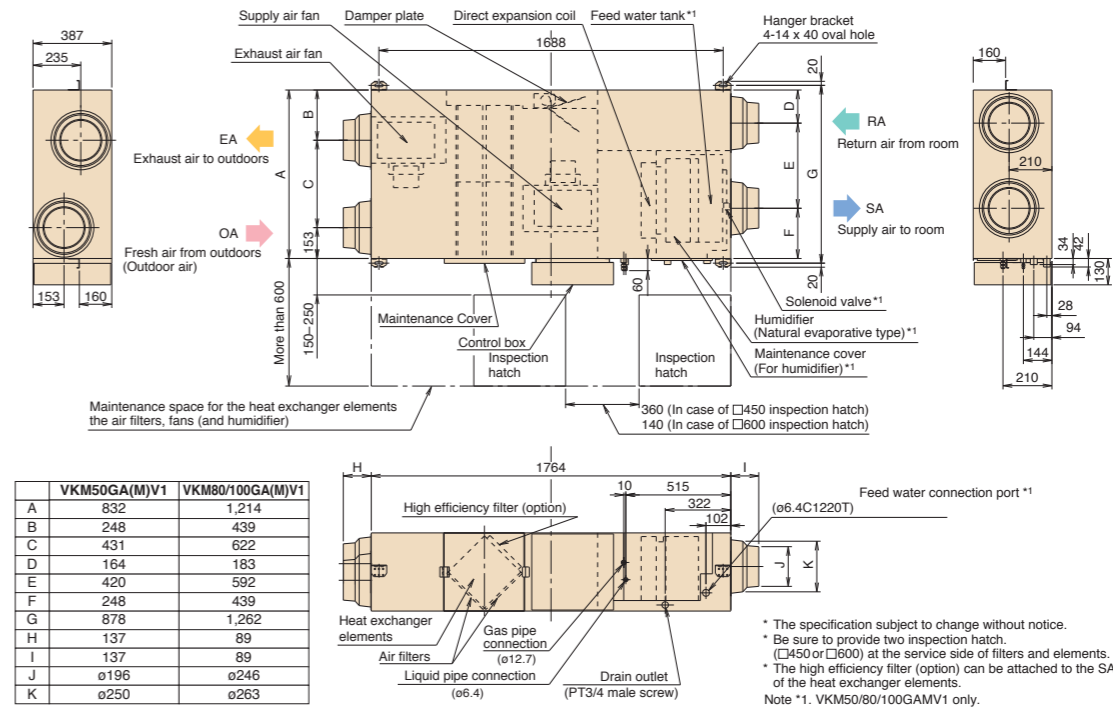 Supply air fan
Damper plate
Direct expansion coil
Feed water tank*1
Hanger bracket
4-14 x 40 oval hole
Exhaust air fan
387
235
1688
20
160
B
D
EA
Exhaust air to outdoors
RA
Return air from room
A
C
E
G
210
OA
Fresh air from outdoors
(Outdoor air)
SA
Supply air to room
153
F
34
42
130
153
160
60
20
Solenoid valve*1
28
More than 600
150–250
Maintenance Cover
Humidifier
(Natural evaporative type)*1
94
Control box
Inspection
hatch
Inspection
hatch
Maintenance cover
(For humidifier)*1
144
210
Maintenance space for the heat exchanger elements
the air filters, fans (and humidifier)
360 (In case of □450 inspection hatch)
140 (In case of □600 inspection hatch)
H
1764
I
10
515
322
102
Feed water connection port *1
(ø6.4C1220T)
High efficiency filter (option)
J
K
Heat exchanger
elements
Air filters
Gas pipe
connection
(ø12.7)
Liquid pipe connection
(ø6.4)
Drain outlet
(PT3/4 male screw)
VKM50GA(M)V1 VKM80/100GA(M)V1
A 832 1,214
B 248 439
C 431 622
D 164 183
E 420 592
F 248 439
G 878 1,262
H 137 89
I 137 89
J ø196 ø246
K ø250 ø263
* The specification subject to change without notice.
* Be sure to provide two inspection hatch.
(□450 or □600) at the service side of filters and elements.
* The high efficiency filter (option) can be attached to the SA
of the heat exchanger elements.
Note *1. VKM50/80/100GAMV1 only.